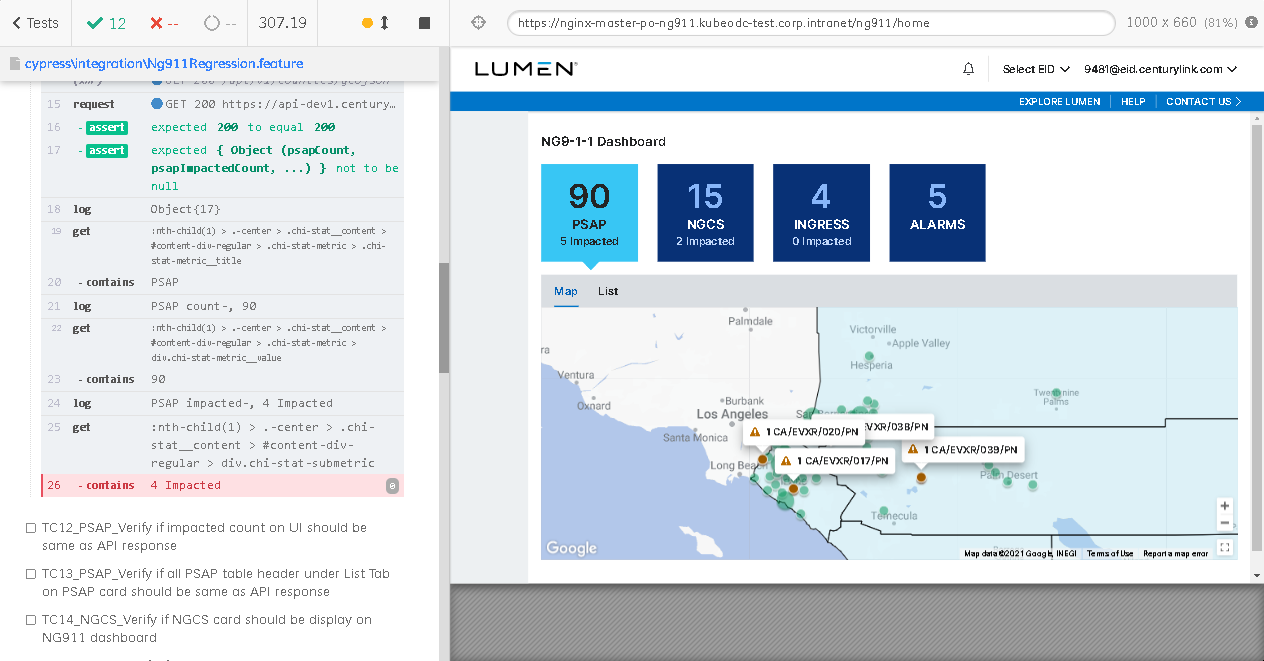 Tests
12
--
--
307.19
https://nginx-master-po-ng911.kubeodc-test.corp.intranet/ng911/home
1000 x 660 (81%)
cypress\integration\Ng911Regression.feature
(xhr) GET 200 /api/v1/counties/geojson
15 request GET 200 https://api-dev1.century…
16 - assert expected 200 to equal 200
17 - assert expected { Object (psapCount,
psapImpactedCount, ...) } not to be
null
18 log Object{17}
19 get :nth-child(1) > .-center > .chi-stat__content >
#content-div-regular > .chi-stat-metric > .chi-
stat-metric__title
20 - contains PSAP
21 log PSAP count-, 90
22 get :nth-child(1) > .-center > .chi-stat__content >
#content-div-regular > .chi-stat-metric >
div.chi-stat-metric__value
23 - contains 90
24 log PSAP impacted-, 4 Impacted
25 get :nth-child(1) > .-center > .chi-
stat__content > #content-div-
regular > div.chi-stat-submetric
26 - contains 4 Impacted 0
TC12_PSAP_Verify if impacted count on UI should be
same as API response
TC13_PSAP_Verify if all PSAP table header under List Tab
on PSAP card should be same as API response
TC14_NGCS_Verify if NGCS card should be display on
NG911 dashboard
LUMEN®
Select EID
9481@eid.centurylink.com
EXPLORE LUMEN
HELP
CONTACT US
NG9-1-1 Dashboard
90
PSAP
5 Impacted
15
NGCS
2 Impacted
4
INGRESS
0 Impacted
5
ALARMS
Map
List
Palmdale
Victorville
Apple Valley
Hesperia
ra
Ventura
Oxnard
Burbank
Los Angeles
Santa Monica
Long Beach
Twentynine
Palms
Palm Desert
Temecula
1 CA/EVXR/020/PN
EVXR/038/PN
1 CA/EVXR/017/PN
1 CA/EVXR/039/PN
Google
Map data ©2021 Google, INEGI
Terms of Use
Report a map error